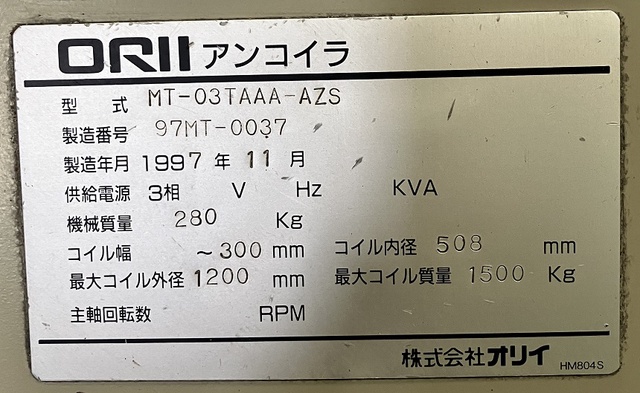 ORII アンコイラ
型 式 MT-03TAAA-AZS
製造番号 97MT-0037
製造年月 1997 年 11 月
供給電源 3相 V Hz KVA
機械質量 280 Kg
コイル幅 ~300 mm コイル内径 508 mm
最大コイル外径 1200 mm 最大コイル質量 1500 Kg
主軸回転数 RPM
株式会社オリイ HM804S